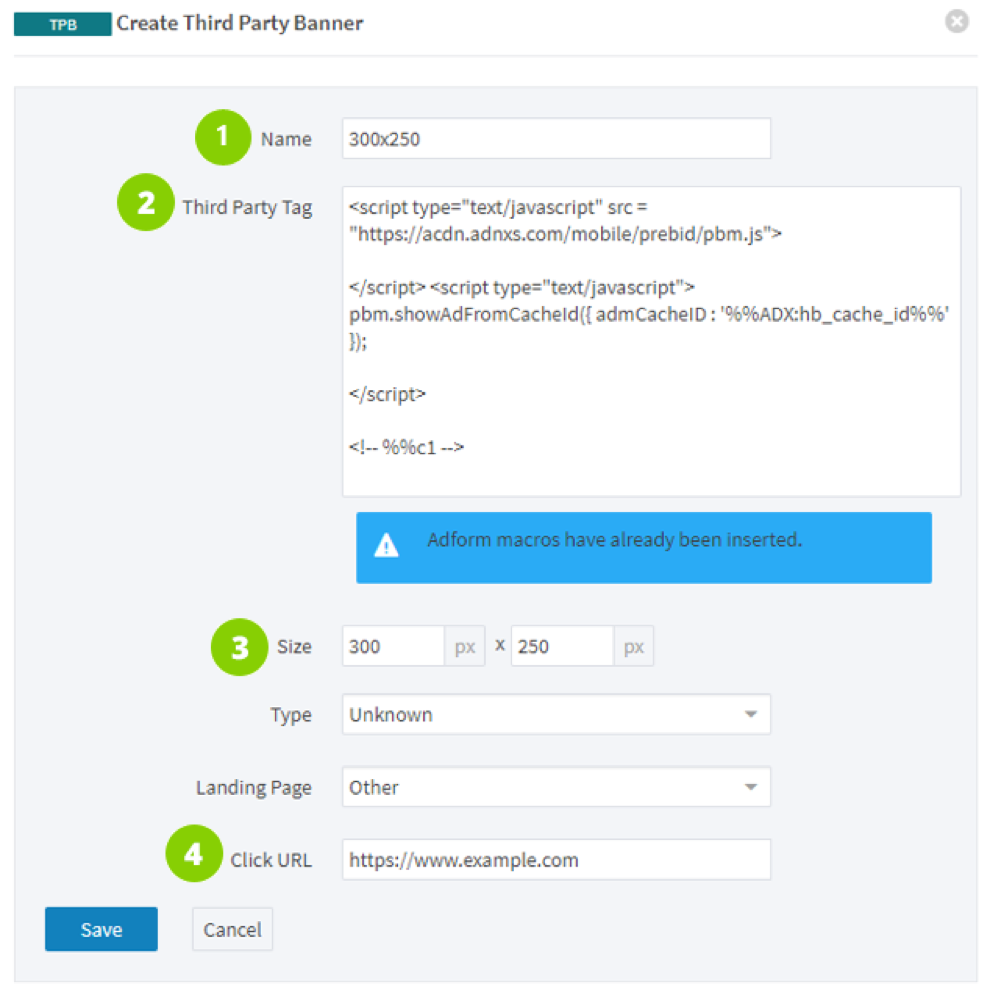 TPB Create Third Party Banner
1 Name 300x250
2 Third Party Tag <script type="text/javascript" src =
"https://acdn.adnxs.com/mobile/prebid/pbm.js">
</script> <script type="text/javascript">
pbm.showAdFromCacheId({ admCacheID : '%%ADX:hb_cache_id%%'
});
</script>
<!-- %%c1 -->
Adform macros have already been inserted.
3 Size 300 px x 250 px
Type Unknown
Landing Page Other
4 Click URL https://www.example.com
Save Cancel